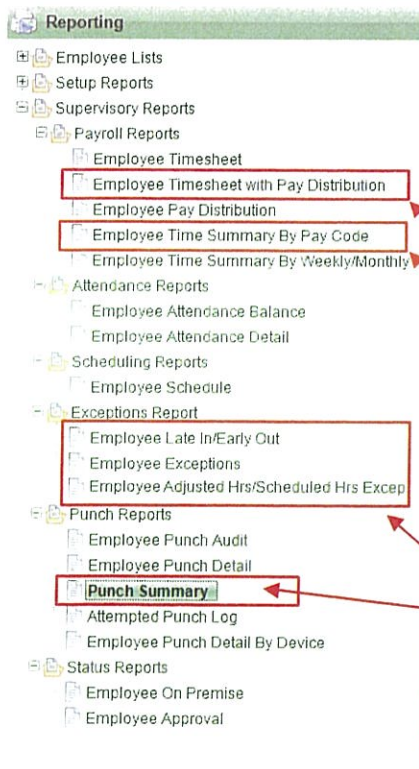 Reporting
Employee Lists
Setup Reports
Supervisory Reports
Payroll Reports
Employee Timesheet
Employee Timesheet with Pay Distribution
Employee Pay Distribution
Employee Time Summary By Pay Code
Employee Time Summary By Weekly/Monthly
Attendance Reports
Employee Attendance Balance
Employee Attendance Detail
Scheduling Reports
Employee Schedule
Exceptions Report
Employee Late In/Early Out
Employee Exceptions
Employee Adjusted Hrs/Scheduled Hrs Excep
Punch Reports
Employee Punch Audit
Employee Punch Detail
Punch Summary
Attempted Punch Log
Employee Punch Detail By Device
Status Reports
Employee On Premise
Employee Approval